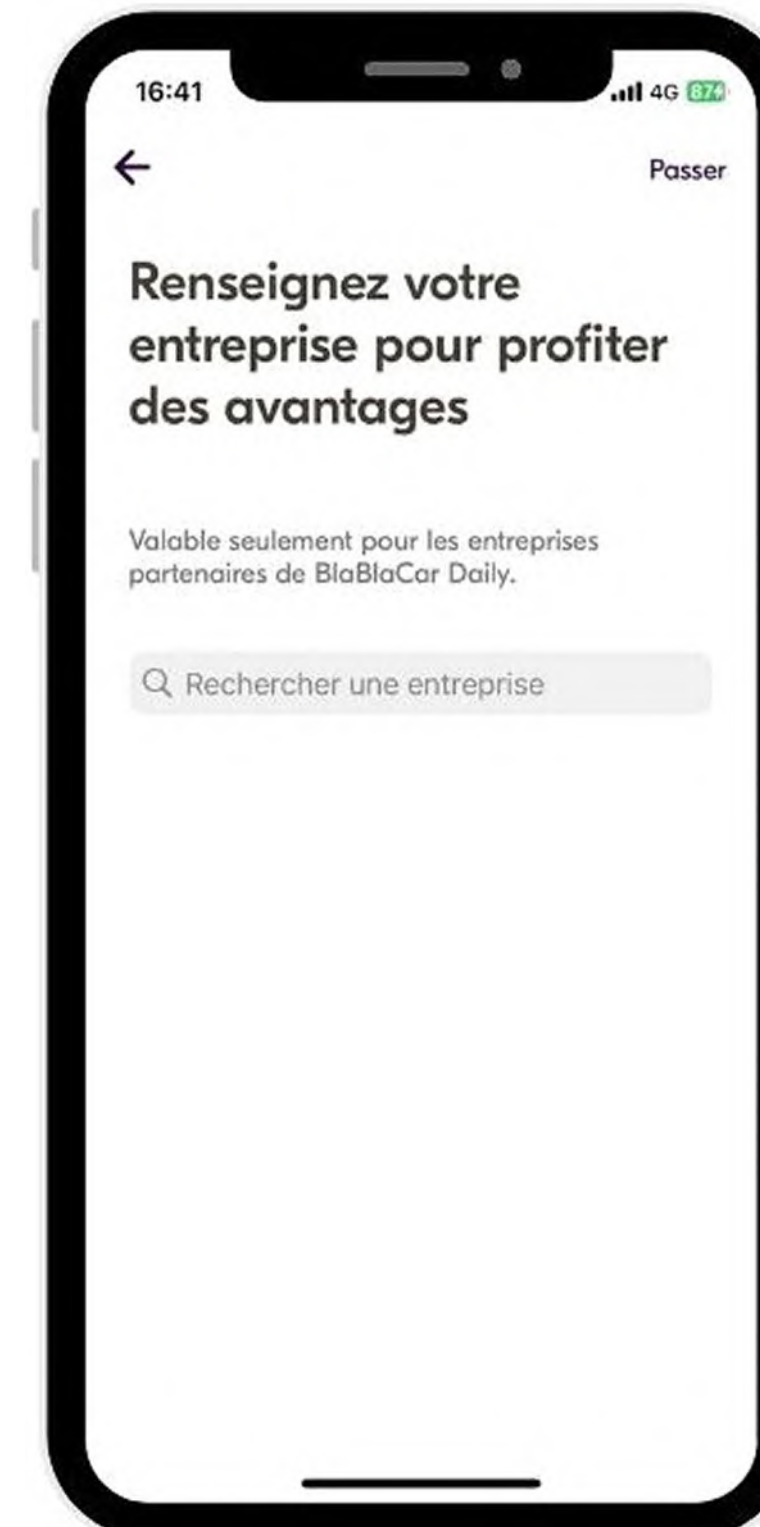 16:41 4G 87
Passer
Renseignez votre
entreprise pour profiter
des avantages
Valable seulement pour les entreprises
partenaires de BlaBlaCar Daily.
Rechercher une entreprise